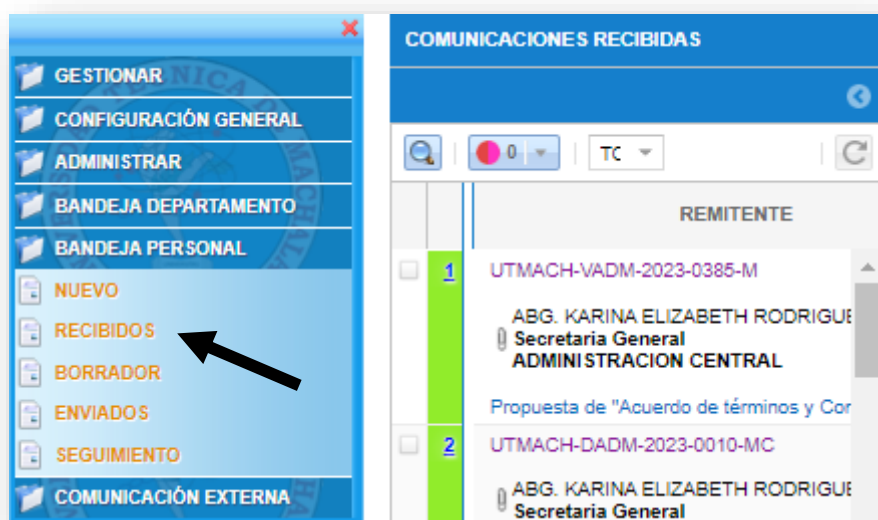 GESTIONAR
CONFIGURACIÓN GENERAL
ADMINISTRAR
BANDEJA DEPARTAMENTO
BANDEJA PERSONAL
NUEVO
RECIBIDOS
BORRADOR
ENVIADOS
SEGUIMIENTO
COMUNICACIÓN EXTERNA
COMUNICACIONES RECIBIDAS
0
TC
REMITENTE
1
UTMACH-VADM-2023-0385-M
ABG. KARINA ELIZABETH RODRIGUE
Secretaria General
ADMINISTRACION CENTRAL
Propuesta de "Acuerdo de términos y Cor
2
UTMACH-DADM-2023-0010-MC
ABG. KARINA ELIZABETH RODRIGUE
Secretaria General